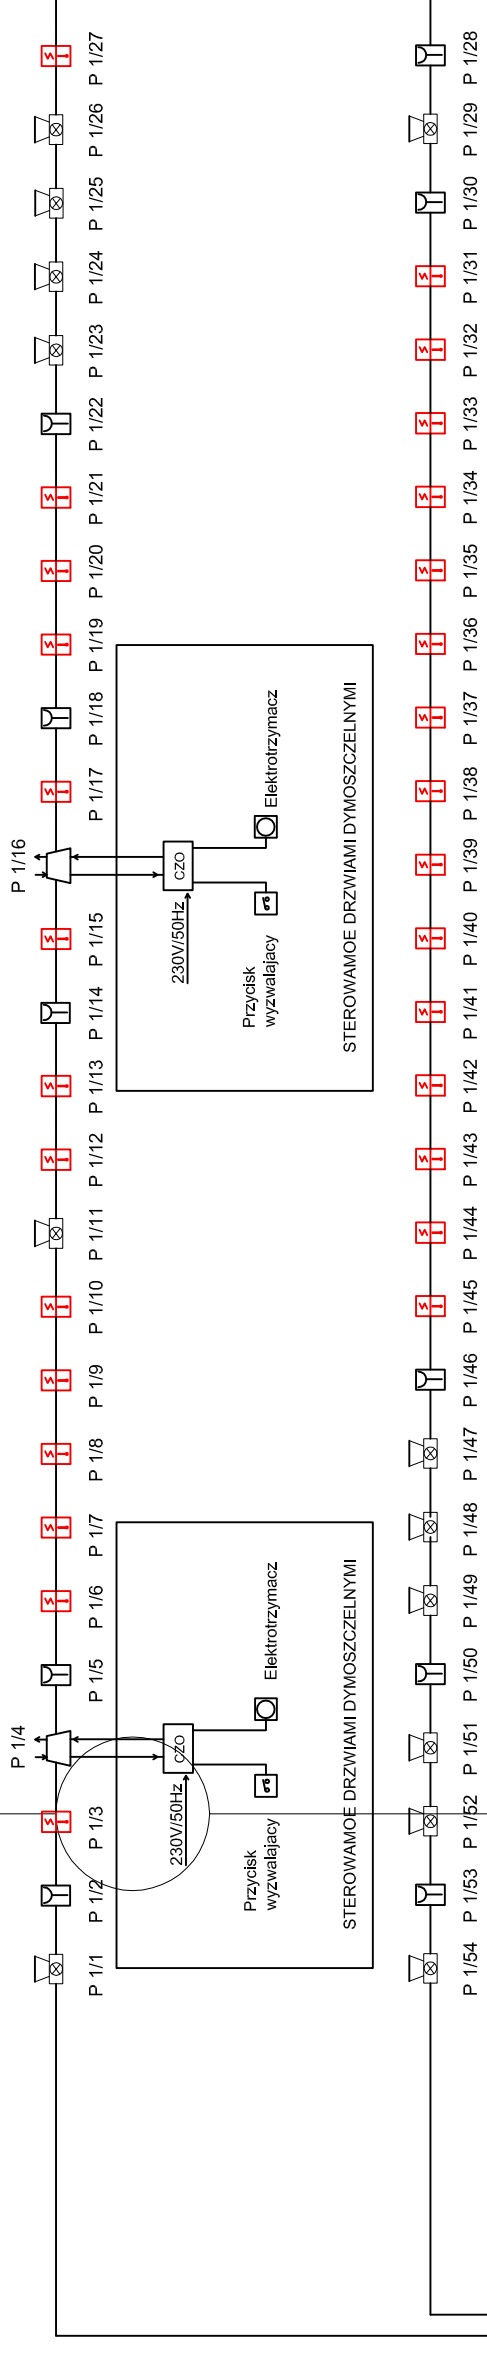 P 1/1
P 1/2
P 1/3
P 1/4
P 1/5
P 1/6
P 1/7
P 1/8
P 1/9
P 1/10
P 1/11
P 1/12
P 1/13
P 1/14
P 1/15
P 1/16
P 1/17
P 1/18
P 1/19
P 1/20
P 1/21
P 1/22
P 1/23
P 1/24
P 1/25
P 1/26
P 1/27
230V/50Hz
CZO
Przycisk
wyzwalajacy
Elektrotrzymacz
STEROWAMOE DRZWIAMI DYMOSZCZELNYMI
230V/50Hz
CZO
Przycisk
wyzwalajacy
Elektrotrzymacz
STEROWAMOE DRZWIAMI DYMOSZCZELNYMI
P 1/54
P 1/53
P 1/52
P 1/51
P 1/50
P 1/49
P 1/48
P 1/47
P 1/46
P 1/45
P 1/44
P 1/43
P 1/42
P 1/41
P 1/40
P 1/39
P 1/38
P 1/37
P 1/36
P 1/35
P 1/34
P 1/33
P 1/32
P 1/31
P 1/30
P 1/29
P 1/28